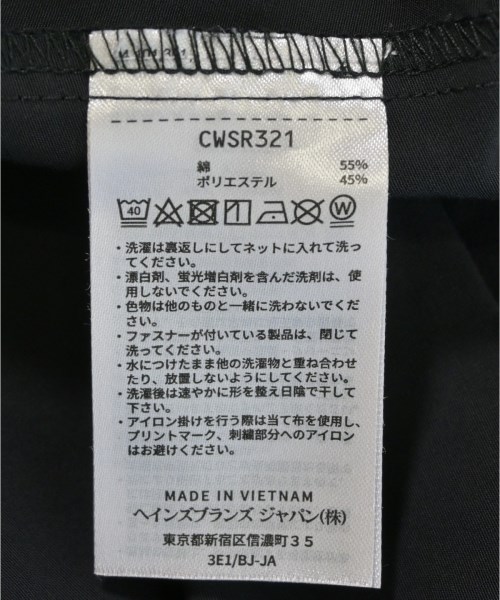 CWSR321
綿 55%
ポリエステル 45%
40 W
・洗濯は裏返しにしてネットに入れて洗っ
てください。
・漂白剤、蛍光増白剤を含んだ洗剤は、使
用しないでください。
・色物は他のものと一緒に洗わないでくだ
さい。
・ファスナーが付いている製品は、閉じて
洗ってください。
・水につけたまま他の洗濯物と重ね合わせ
たり、放置しないようにしてください。
・洗濯後は速やかに形を整え日陰で干して
下さい。
・アイロン掛けを行う際は当て布を使用し、
プリントマーク、刺繍部分へのアイロン
はお避けください。
MADE IN VIETNAM
ヘインズブランズ ジャパン(株)
東京都新宿区信濃町35
3E1/BJ-JA